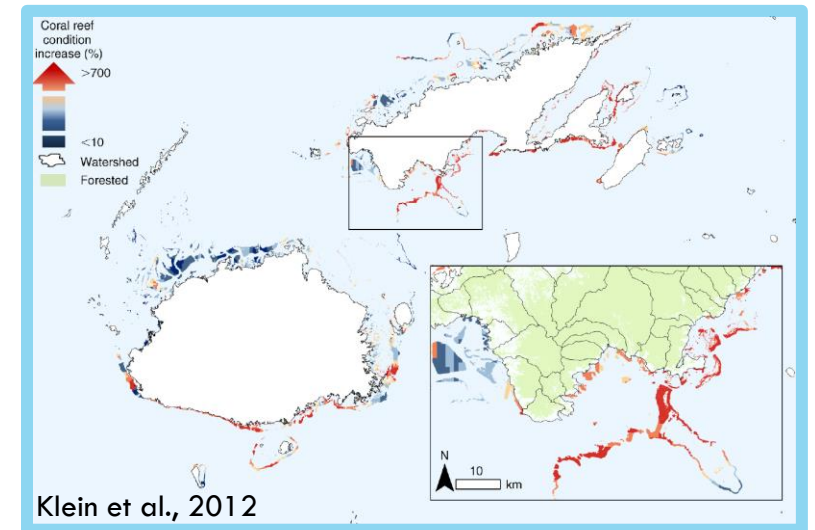 Coral reef
condition
increase (%)
>700
<10
Watershed
Forested
N
10
km
Klein et al., 2012